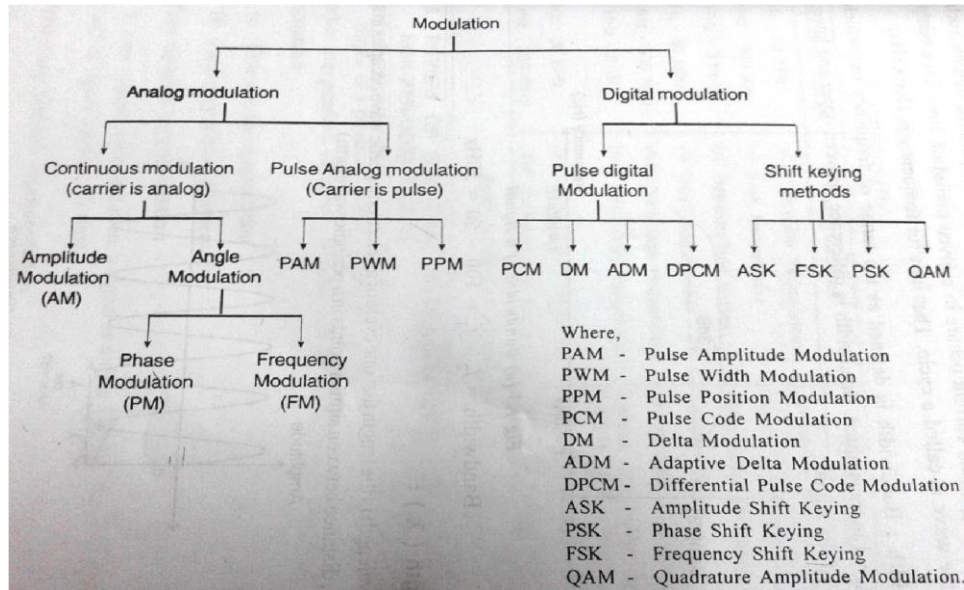 Modulation
Analog modulation
Digital modulation
Continuous modulation
(carrier is analog)
Pulse Analog modulation
(Carrier is pulse)
Pulse digital
Modulation
Shift keying
methods
Amplitude
Modulation
(AM)
Angle
Modulation
PAM PWM PPM
PCM DM ADM DPCM ASK FSK PSK QAM
Phase
Modulation
(PM)
Frequency
Modulation
(FM)
Where,
PAM - Pulse Amplitude Modulation
PWM - Pulse Width Modulation
PPM - Pulse Position Modulation
PCM - Pulse Code Modulation
DM - Delta Modulation
ADM - Adaptive Delta Modulation
DPCM - Differential Pulse Code Modulation
ASK - Amplitude Shift Keying
PSK - Phase Shift Keying
FSK - Frequency Shift Keying
QAM - Quadrature Amplitude Modulation.